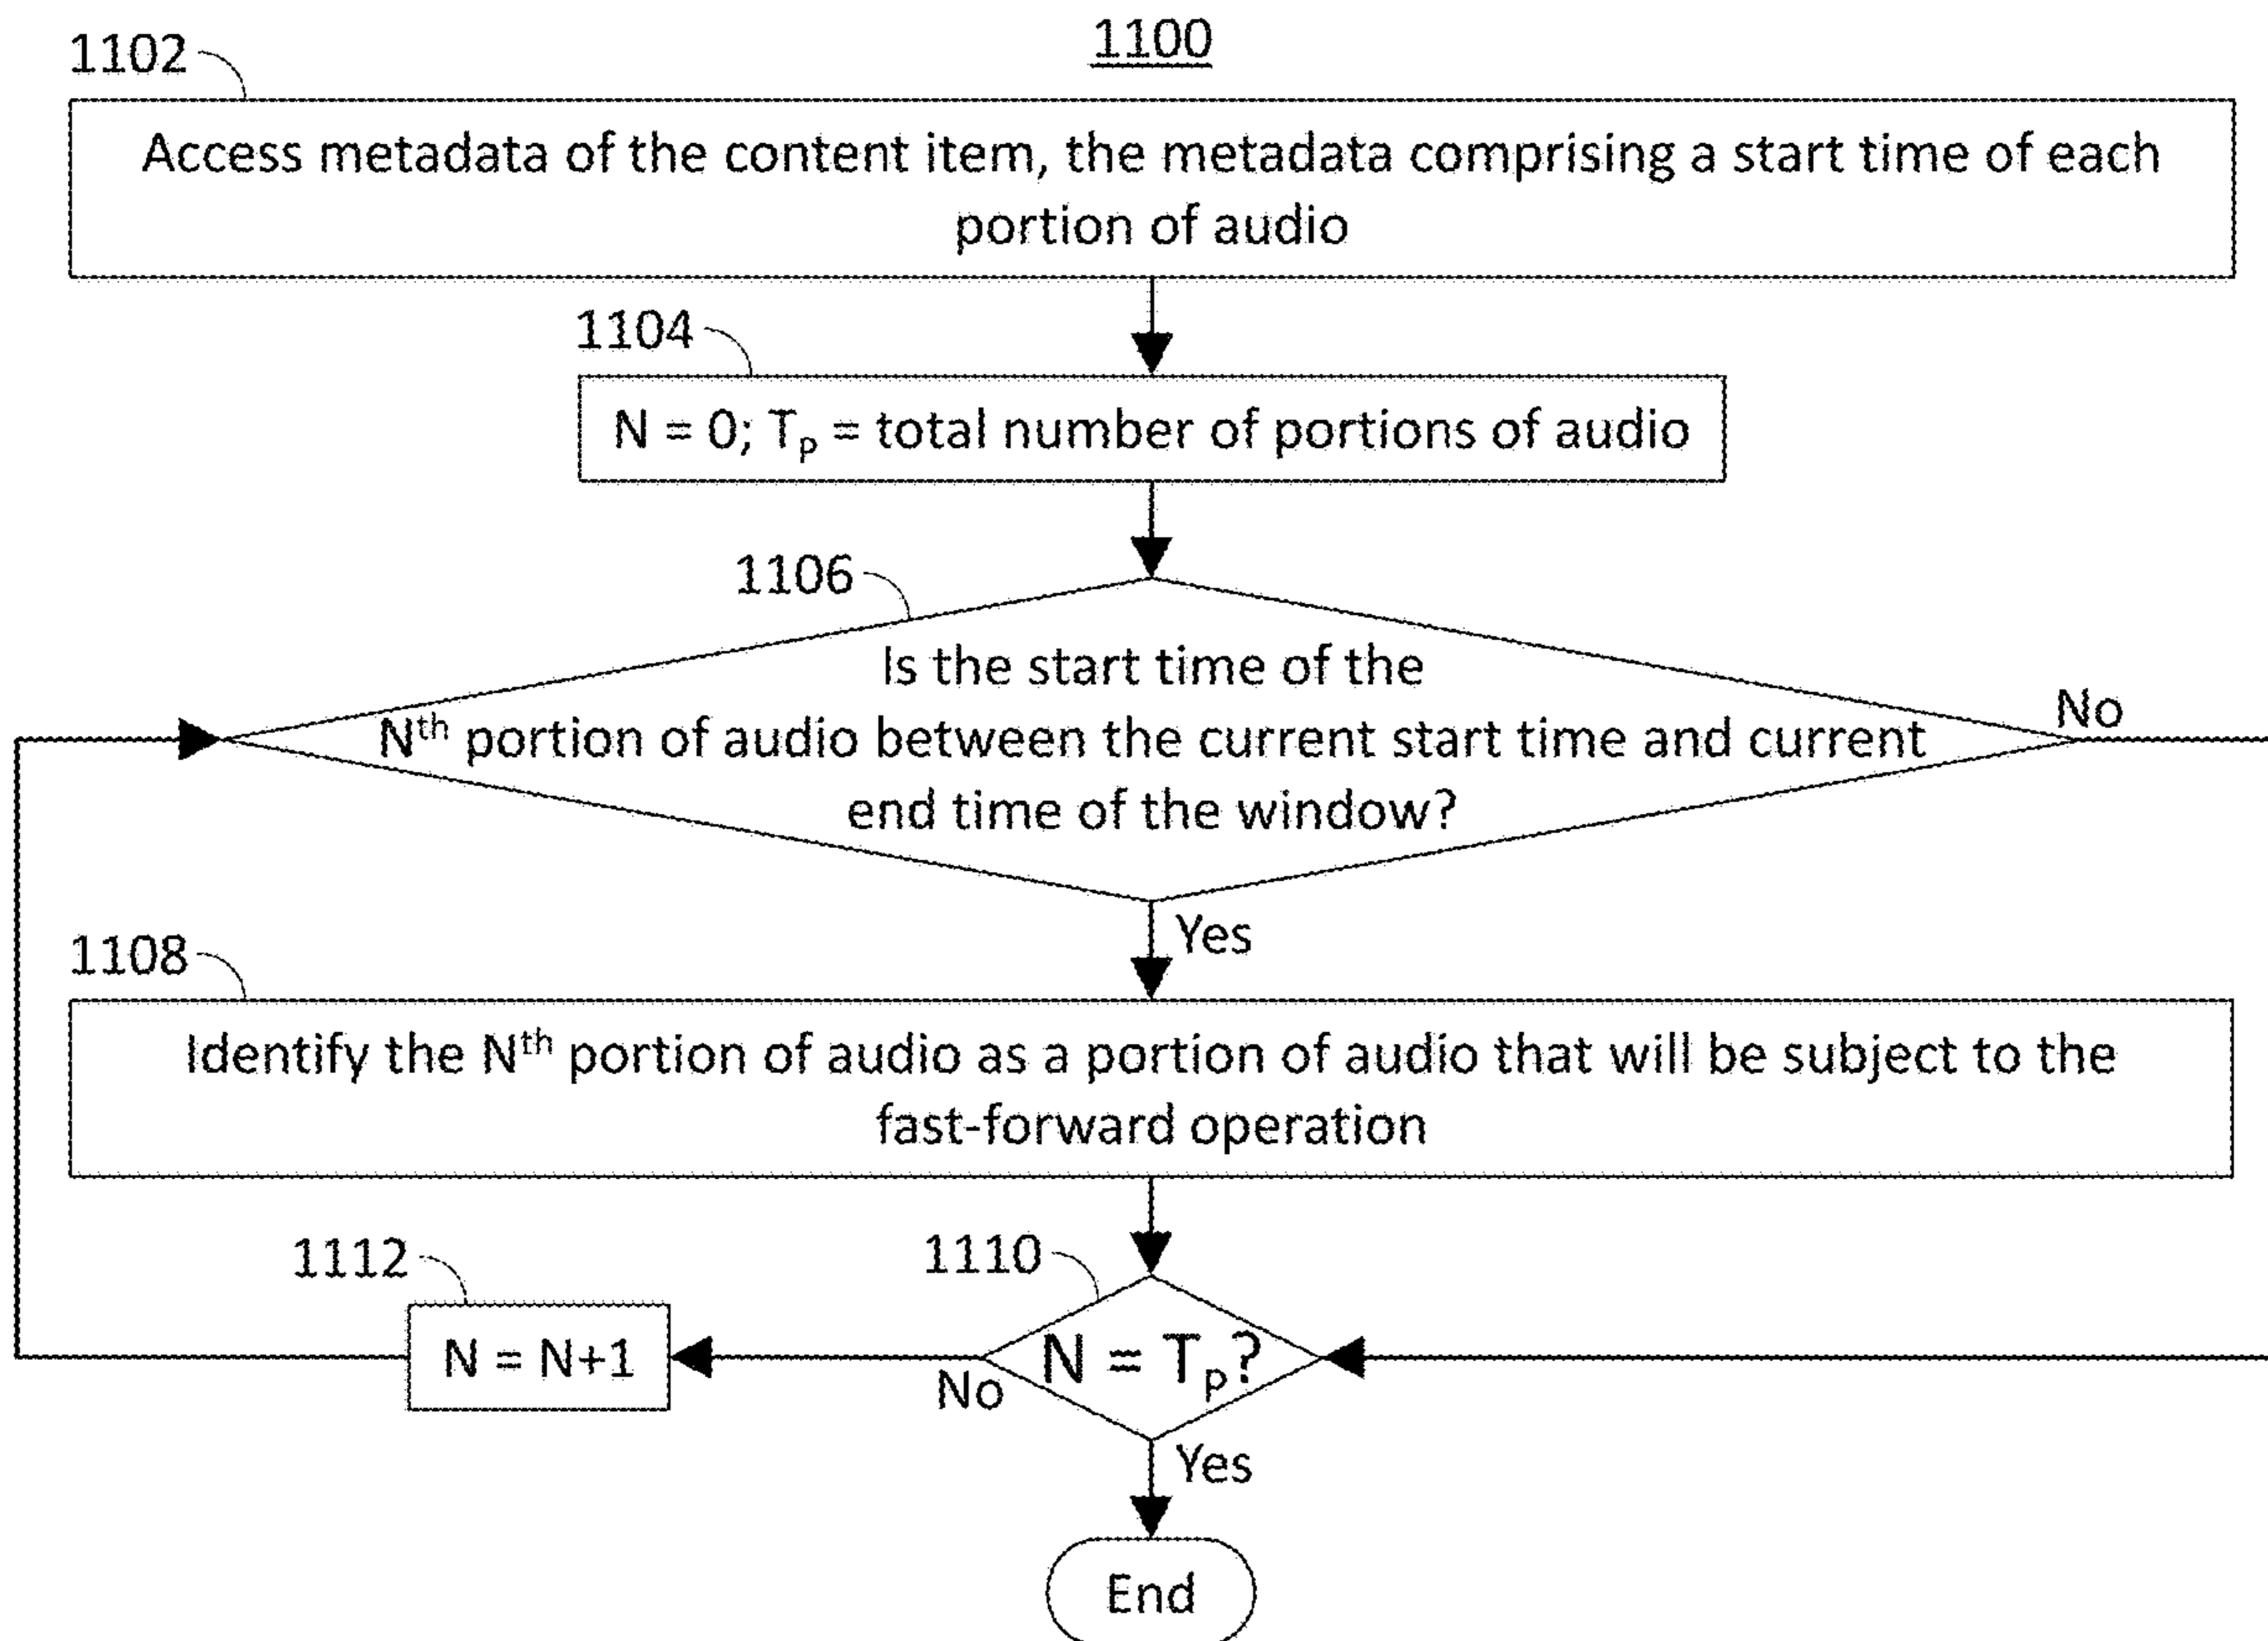 1100
1102
Access metadata of the content item, the metadata comprising a start time of each
portion of audio
1104
N = 0; Tₚ = total number of portions of audio
1106
Is the start time of the
Nᵗʰ portion of audio between the current start time and current
end time of the window?
No
Yes
1108
Identify the Nᵗʰ portion of audio as a portion of audio that will be subject to the
fast-forward operation
1112
1110
N = N+1
N = Tₚ?
No
Yes
End